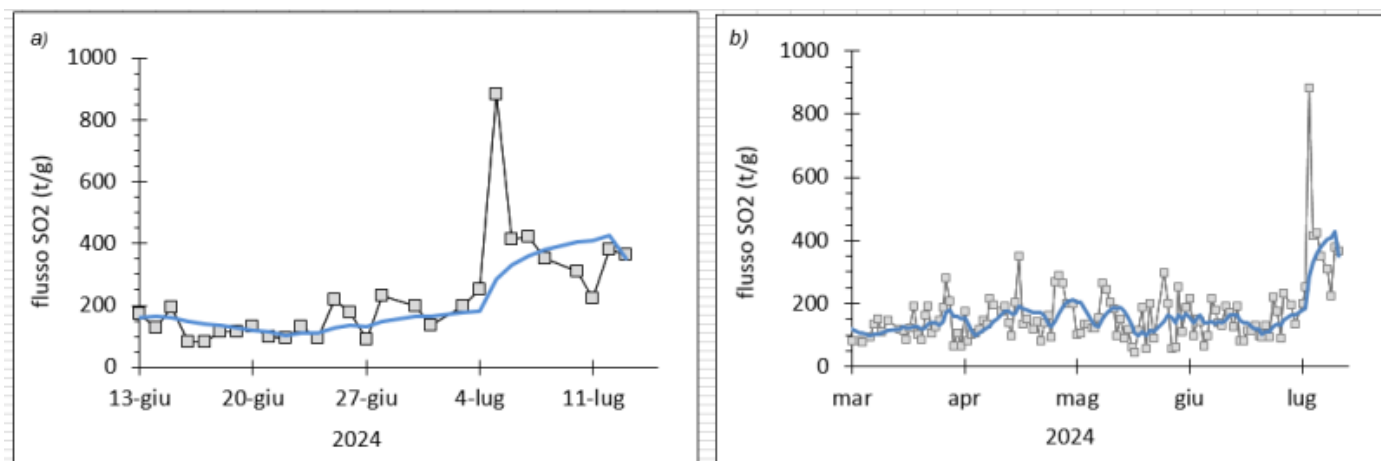 a)
1000
800
600
400
200
0
flusso SO2 (t/g)
13-giu 20-giu 27-giu 4-lug 11-lug
2024
b)
1000
800
600
400
200
0
flusso SO2 (t/g)
mar apr mag giu lug
2024